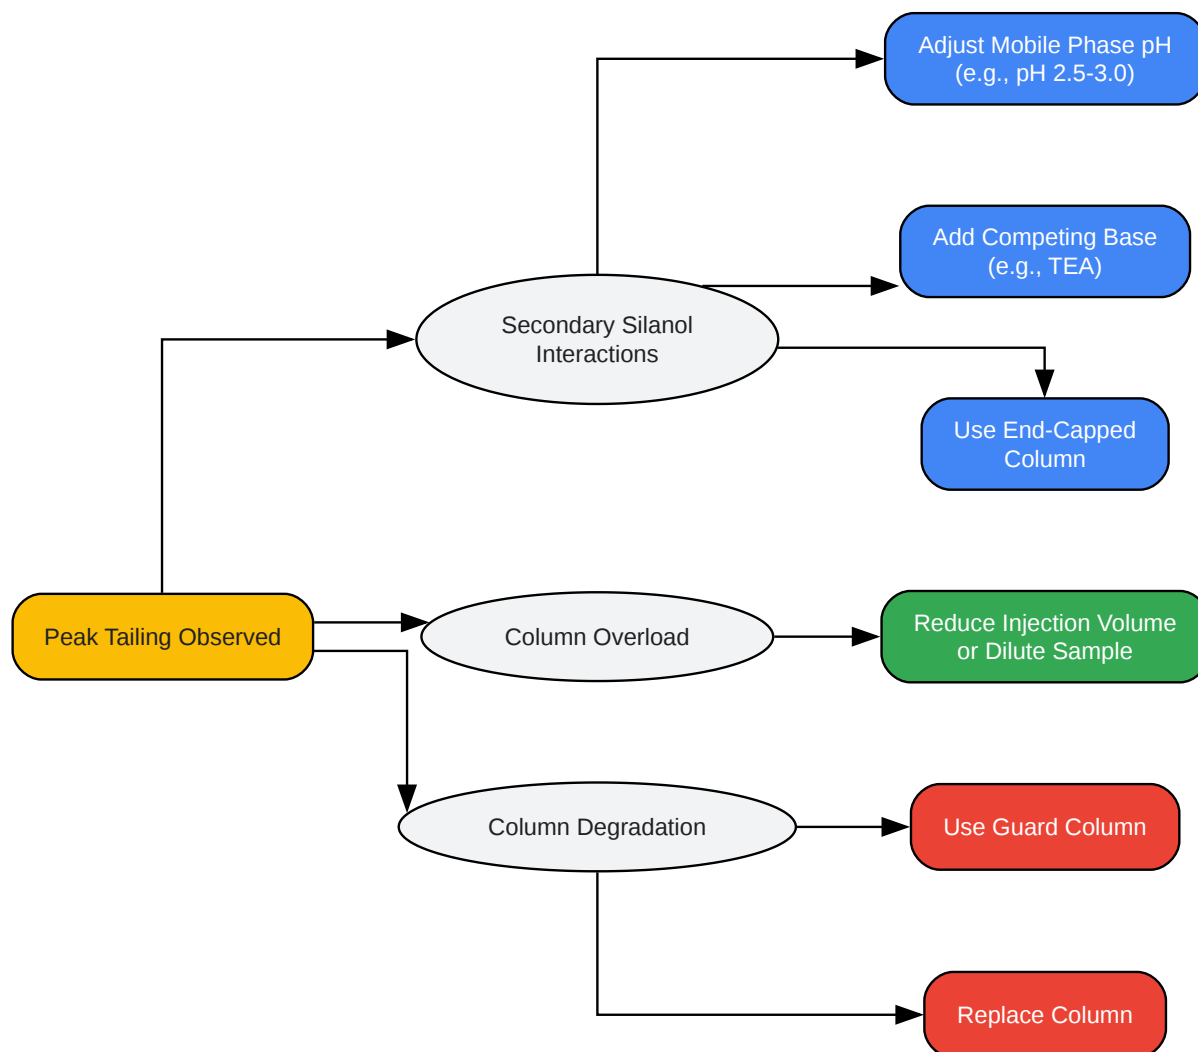 Adjust Mobile Phase pH
(e.g., pH 2.5-3.0)
Add Competing Base
(e.g., TEA)
Secondary Silanol
Interactions
Use End-Capped
Column
Peak Tailing Observed
Column Overload
Reduce Injection Volume
or Dilute Sample
Column Degradation
Use Guard Column
Replace Column